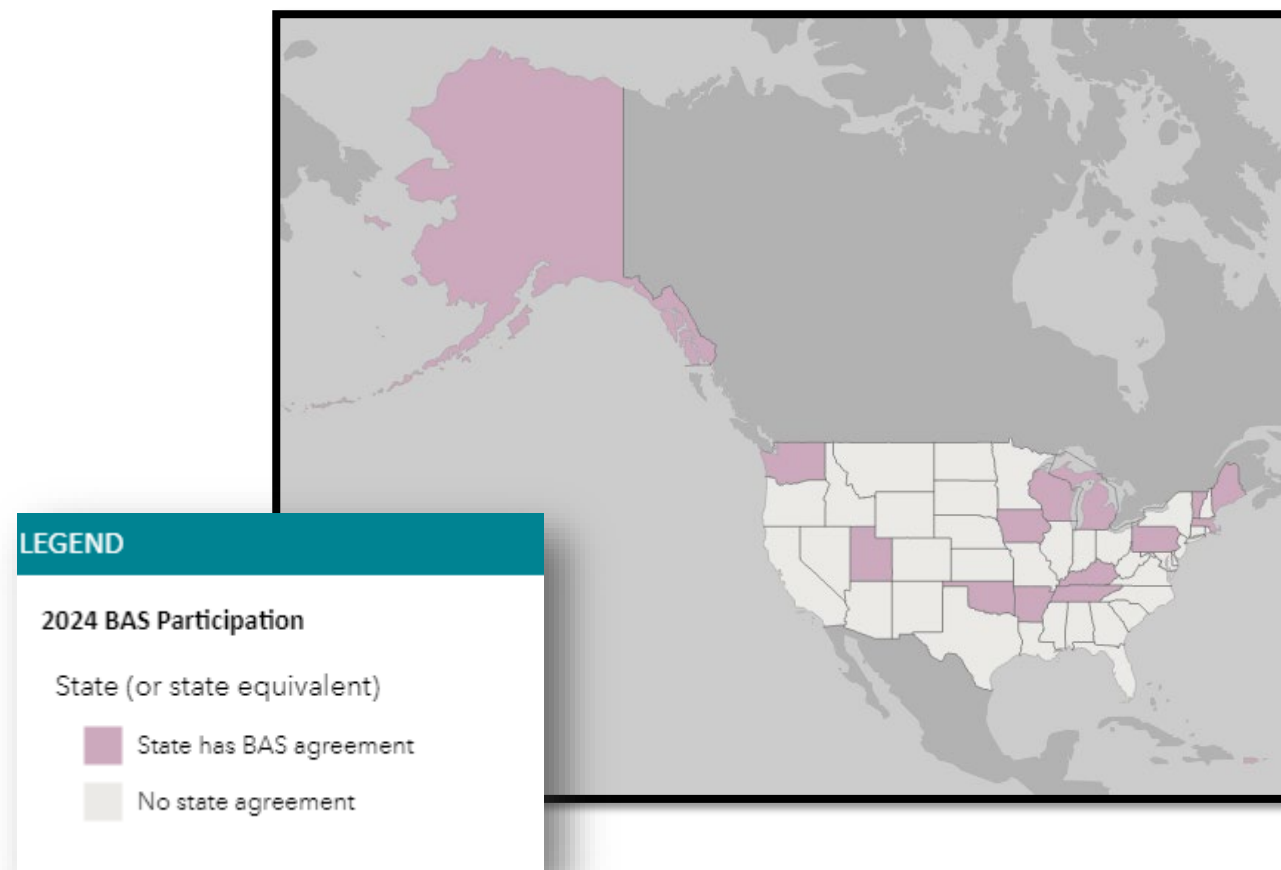 LEGEND
2024 BAS Participation
State (or state equivalent)
State has BAS agreement
No state agreement